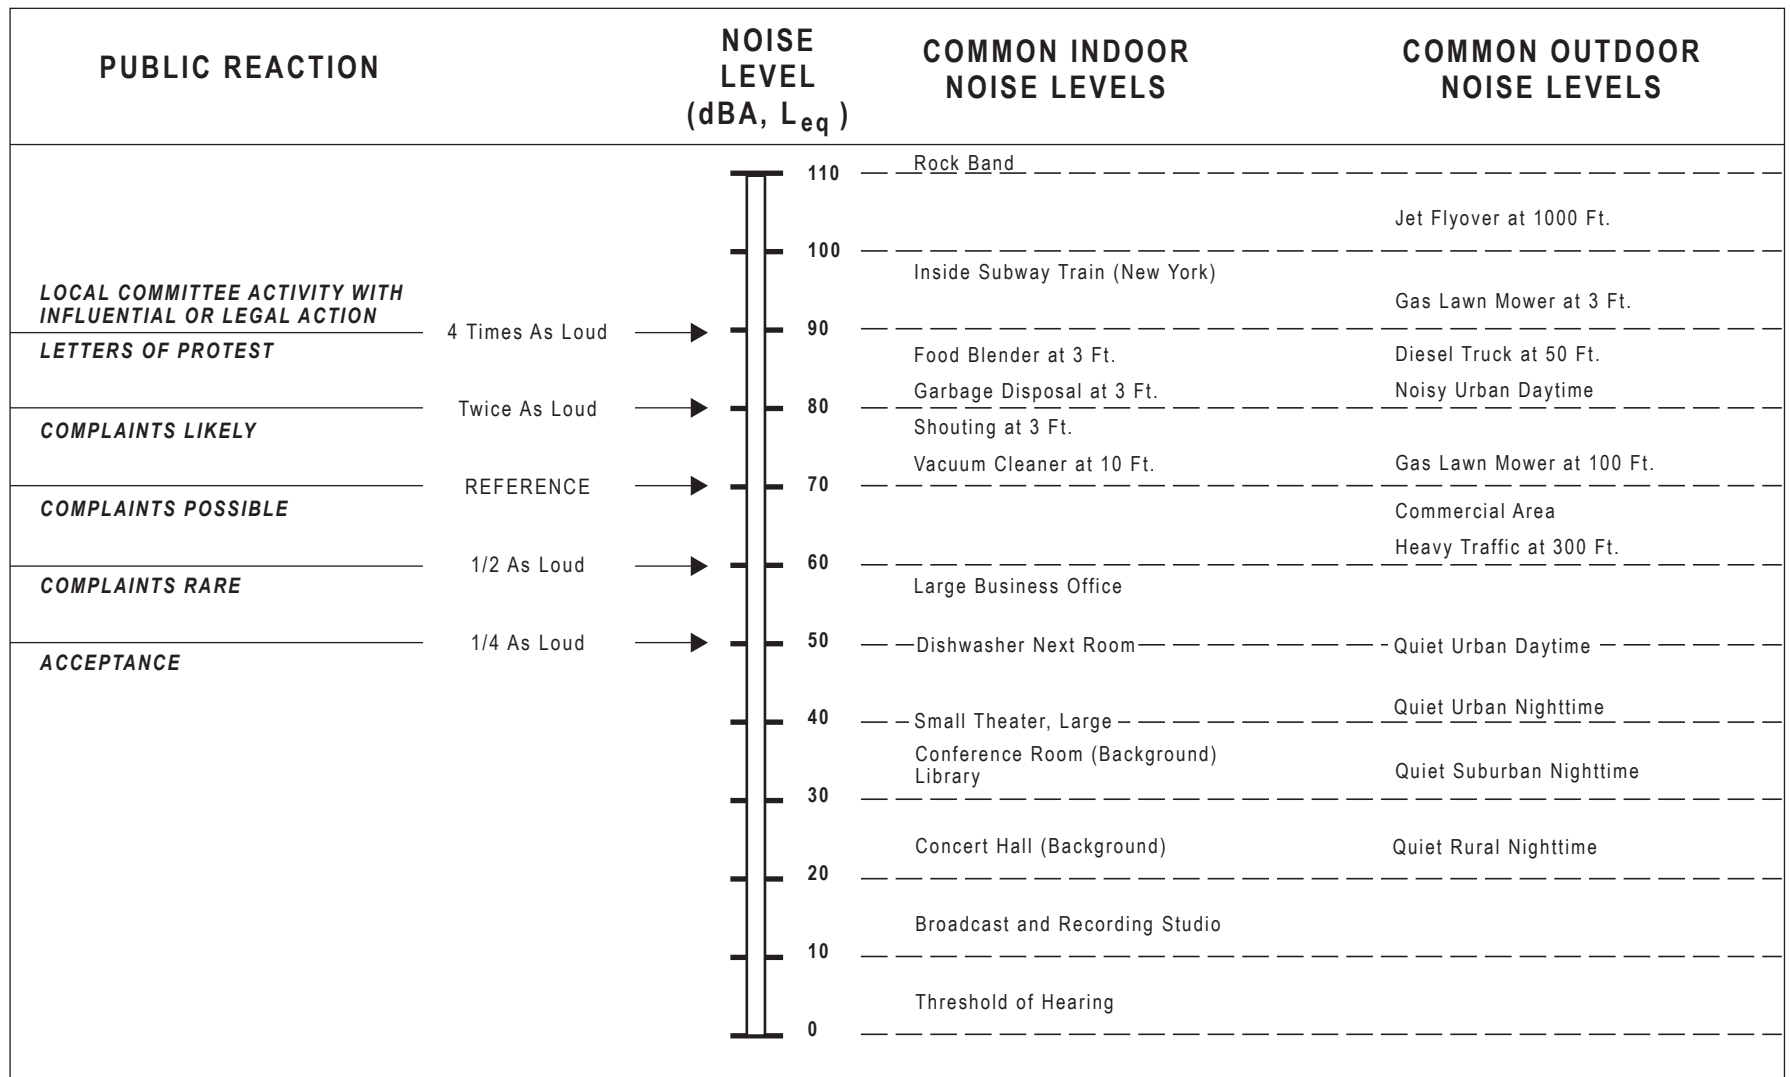 PUBLIC REACTION
NOISE
LEVEL
(dBA, Leq )
COMMON INDOOR
NOISE LEVELS
COMMON OUTDOOR
NOISE LEVELS
110
Rock Band
Jet Flyover at 1000 Ft.
100
Inside Subway Train (New York)
LOCAL COMMITTEE ACTIVITY WITH
INFLUENTIAL OR LEGAL ACTION
Gas Lawn Mower at 3 Ft.
4 Times As Loud
90
LETTERS OF PROTEST
Food Blender at 3 Ft.
Diesel Truck at 50 Ft.
Garbage Disposal at 3 Ft.
Noisy Urban Daytime
Twice As Loud
80
COMPLAINTS LIKELY
Shouting at 3 Ft.
Vacuum Cleaner at 10 Ft.
Gas Lawn Mower at 100 Ft.
REFERENCE
70
COMPLAINTS POSSIBLE
Commercial Area
Heavy Traffic at 300 Ft.
1/2 As Loud
60
COMPLAINTS RARE
Large Business Office
1/4 As Loud
50
Dishwasher Next Room
Quiet Urban Daytime
ACCEPTANCE
Quiet Urban Nighttime
40
Small Theater, Large
Conference Room (Background)
Library
Quiet Suburban Nighttime
30
Concert Hall (Background)
Quiet Rural Nighttime
20
Broadcast and Recording Studio
10
Threshold of Hearing
0